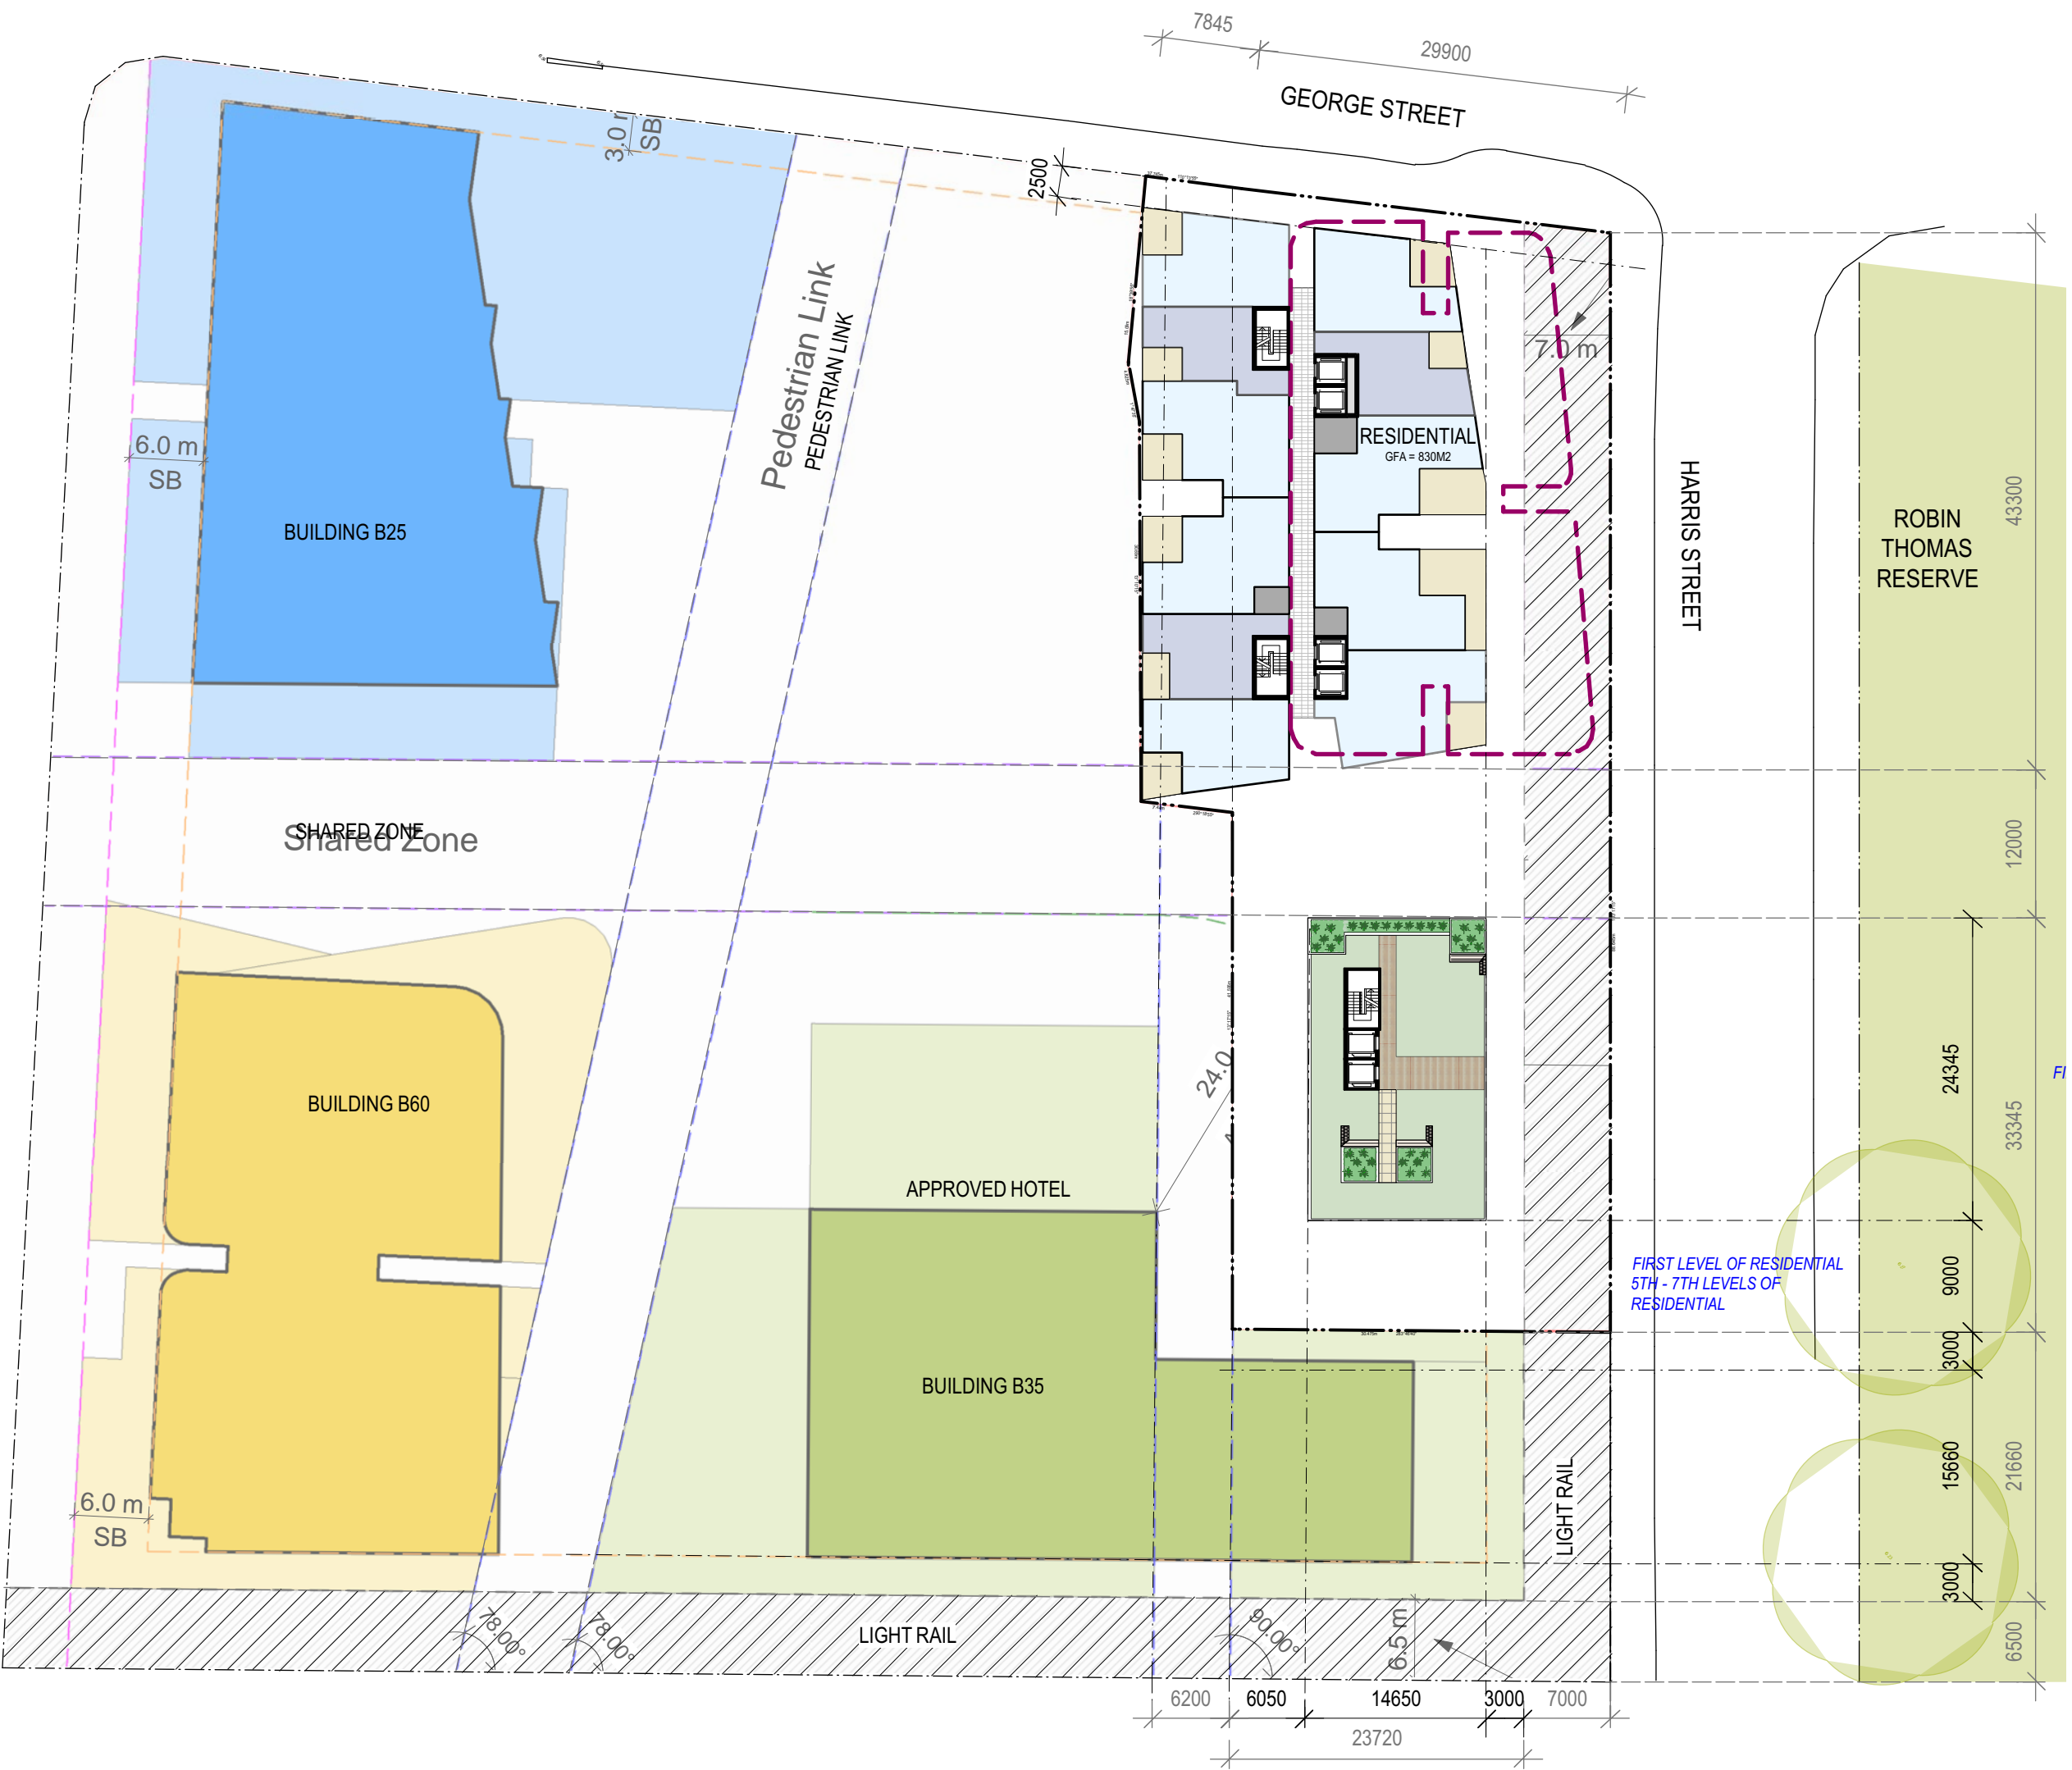 7845
29900
GEORGE STREET
3.0 m
SB
2500
Pedestrian Link
PEDESTRIAN LINK
7.0 m
6.0 m
SB
RESIDENTIAL
GFA = 830M2
BUILDING B25
HARRIS STREET
ROBIN
THOMAS
RESERVE
43300
SHARED ZONE
Shared Zone
12000
BUILDING B60
24.0
24345
33345
FI
APPROVED HOTEL
FIRST LEVEL OF RESIDENTIAL
5TH - 7TH LEVELS OF
RESIDENTIAL
9000
3000
BUILDING B35
15660
21660
6.0 m
SB
LIGHT RAIL
3000
78.00°
78.00°
LIGHT RAIL
90.00°
6.5 m
6500
6200
6050
14650
3000
7000
23720